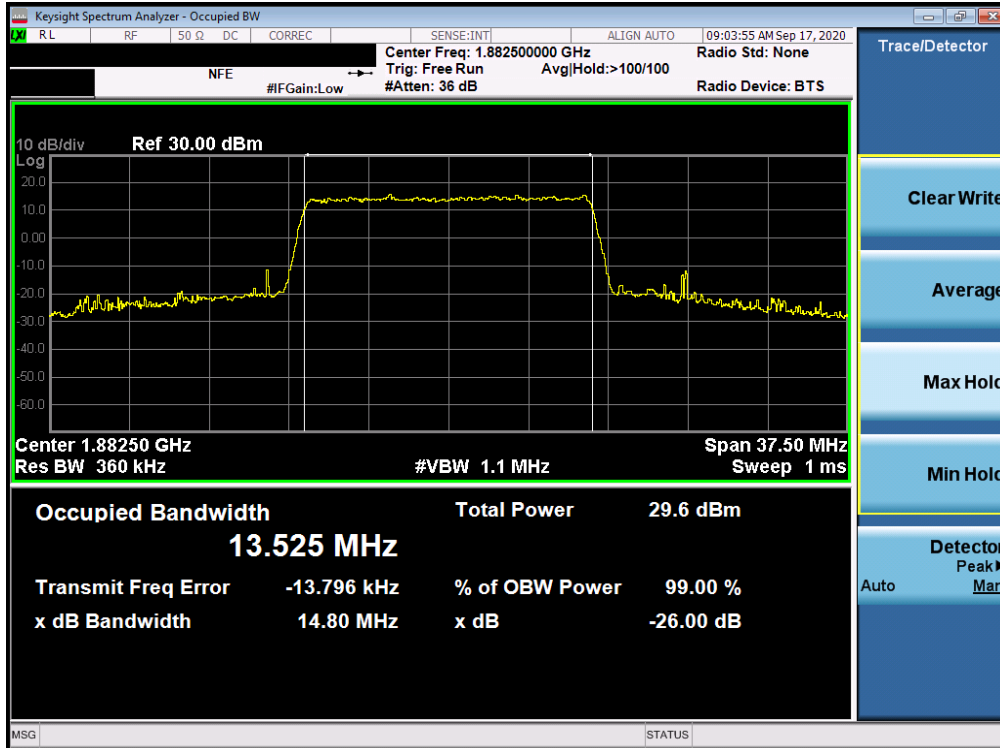 Keysight Spectrum Analyzer - Occupied BW
LXI RL RF 50 Ω DC CORREC SENSE:INT ALIGN AUTO 09:03:55 AM Sep 17, 2020
Center Freq: 1.882500000 GHz Radio Std: None
NFE Trig: Free Run Avg|Hold:>100/100
#IFGain:Low #Atten: 36 dB Radio Device: BTS
10 dB/div Ref 30.00 dBm
Log
20.0
10.0
0.00
-10.0
-20.0
-30.0
-40.0
-50.0
-60.0
Center 1.88250 GHz Span 37.50 MHz
Res BW 360 kHz #VBW 1.1 MHz Sweep 1 ms
Occupied Bandwidth Total Power 29.6 dBm
13.525 MHz
Transmit Freq Error -13.796 kHz % of OBW Power 99.00 %
x dB Bandwidth 14.80 MHz x dB -26.00 dB
MSG STATUS
Trace/Detector
Clear Write
Average
Max Hold
Min Hold
Detector
Peak
Auto Man